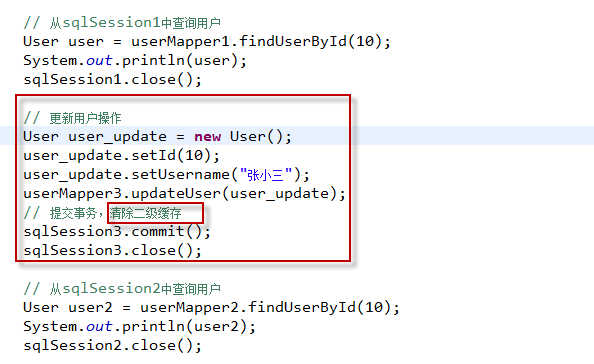 // 从sqlSession1中查询用户
User user = userMapper1.findUserById(10);
System.out.println(user);
sqlSession1.close();
// 更新用户操作
User user_update = new User();
user_update.setId(10);
user_update.setUsername("张小三");
userMapper3.updateUser(user_update);
// 提交事务，清除二级缓存
sqlSession3.commit();
sqlSession3.close();
// 从sqlSession2中查询用户
User user2 = userMapper2.findUserById(10);
System.out.println(user2);
sqlSession2.close();